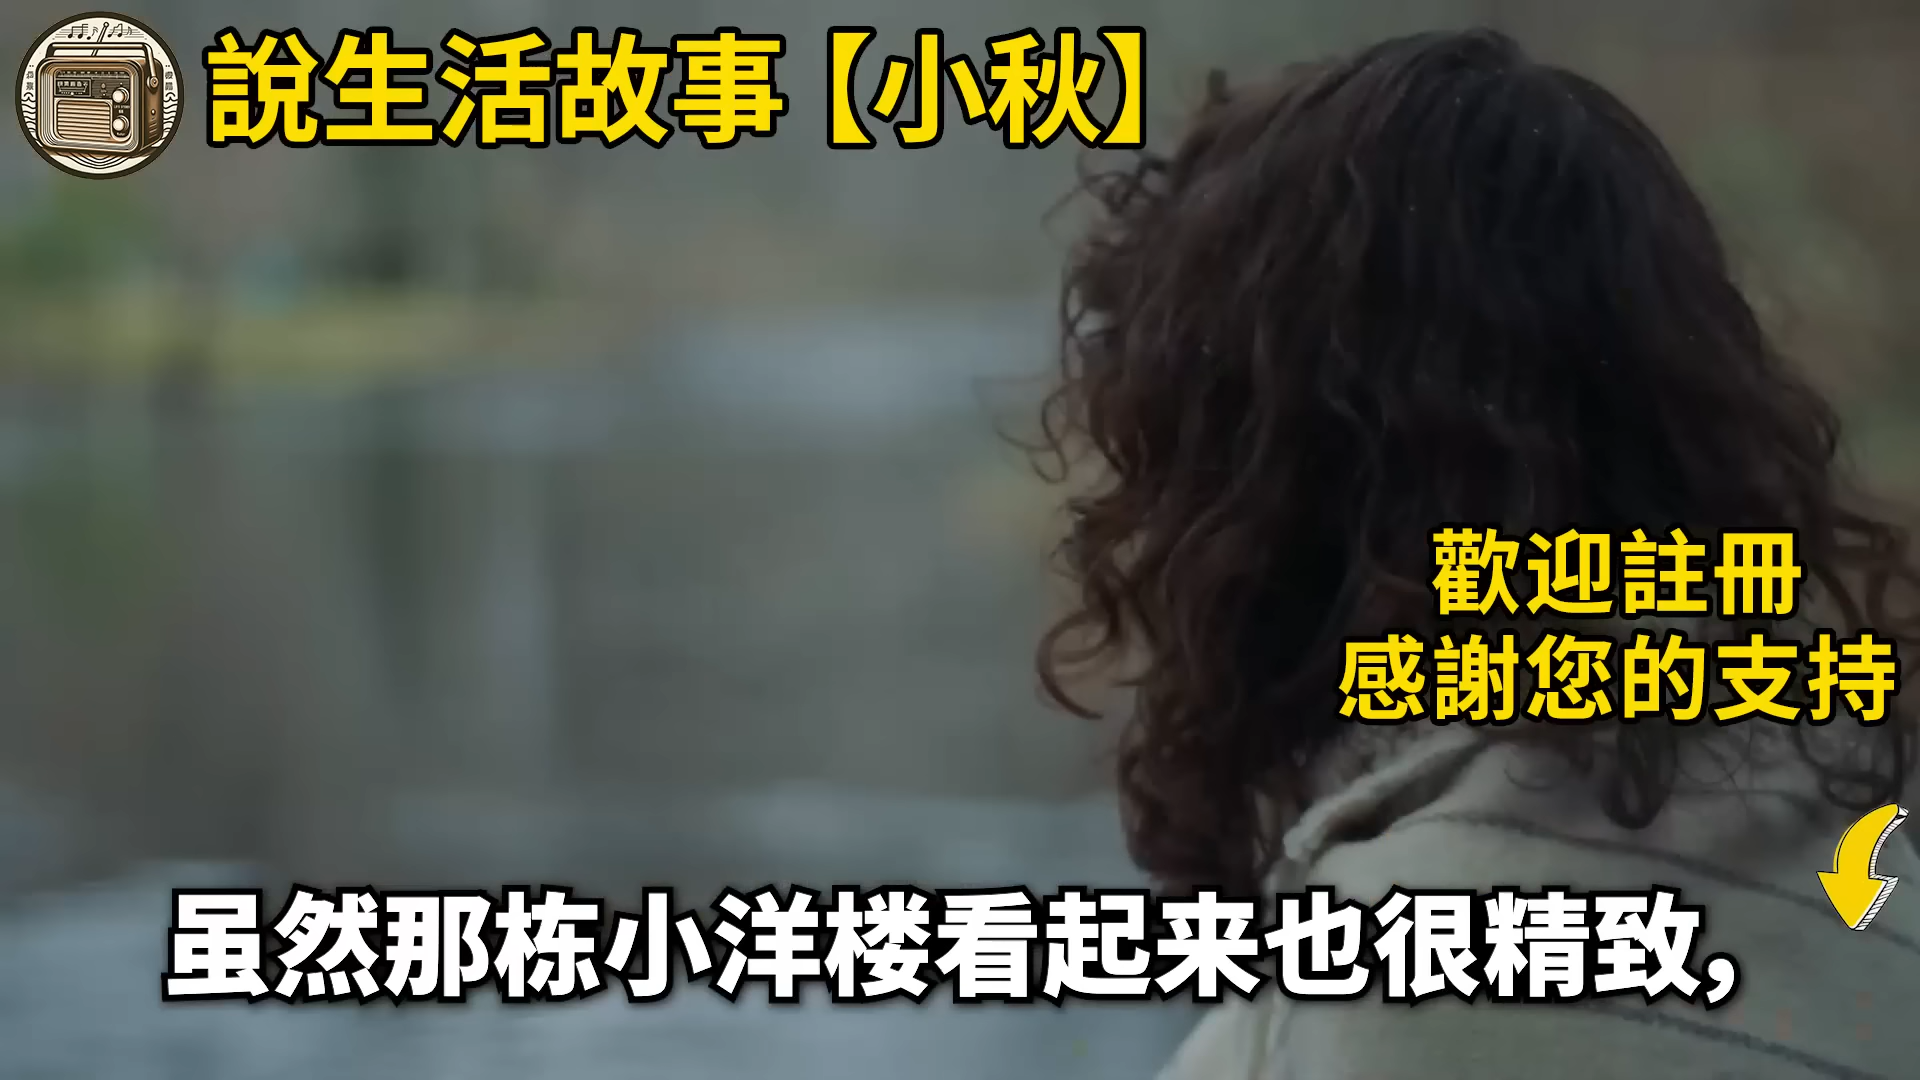 說生活故事【小秋】
歡迎註冊
感謝您的支持
虽然那栋小洋楼看起来也很精致,